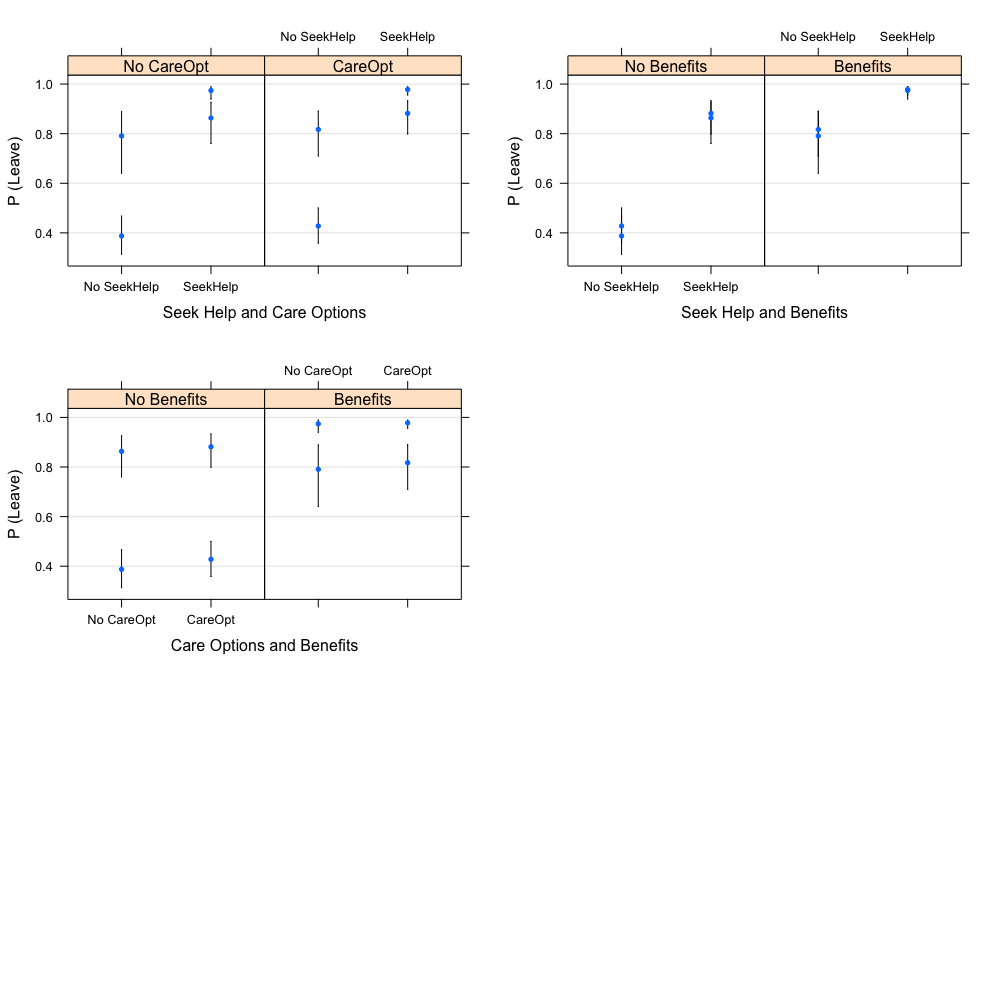 No SeekHelp SeekHelp
No CareOpt CareOpt
1.0
0.8
0.6
0.4
P (Leave)
No SeekHelp SeekHelp
Seek Help and Care Options
No SeekHelp SeekHelp
No Benefits Benefits
1.0
0.8
0.6
0.4
P (Leave)
No SeekHelp SeekHelp
Seek Help and Benefits
No CareOpt CareOpt
No Benefits Benefits
1.0
0.8
0.6
0.4
P (Leave)
No CareOpt CareOpt
Care Options and Benefits